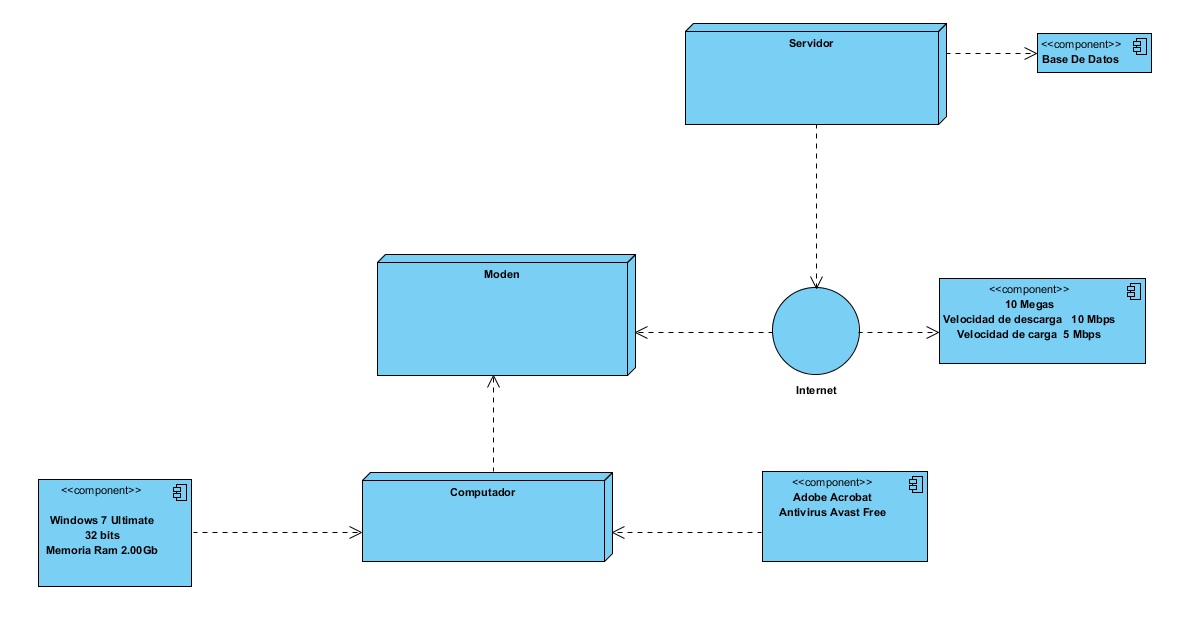 Servidor
<<component>>
Base De Datos
Moden
<<component>>
10 Megas
Velocidad de descarga 10 Mbps
Velocidad de carga 5 Mbps
Internet
<<component>>
Windows 7 Ultimate
32 bits
Memoria Ram 2.00Gb
Computador
<<component>>
Adobe Acrobat
Antivirus Avast Free